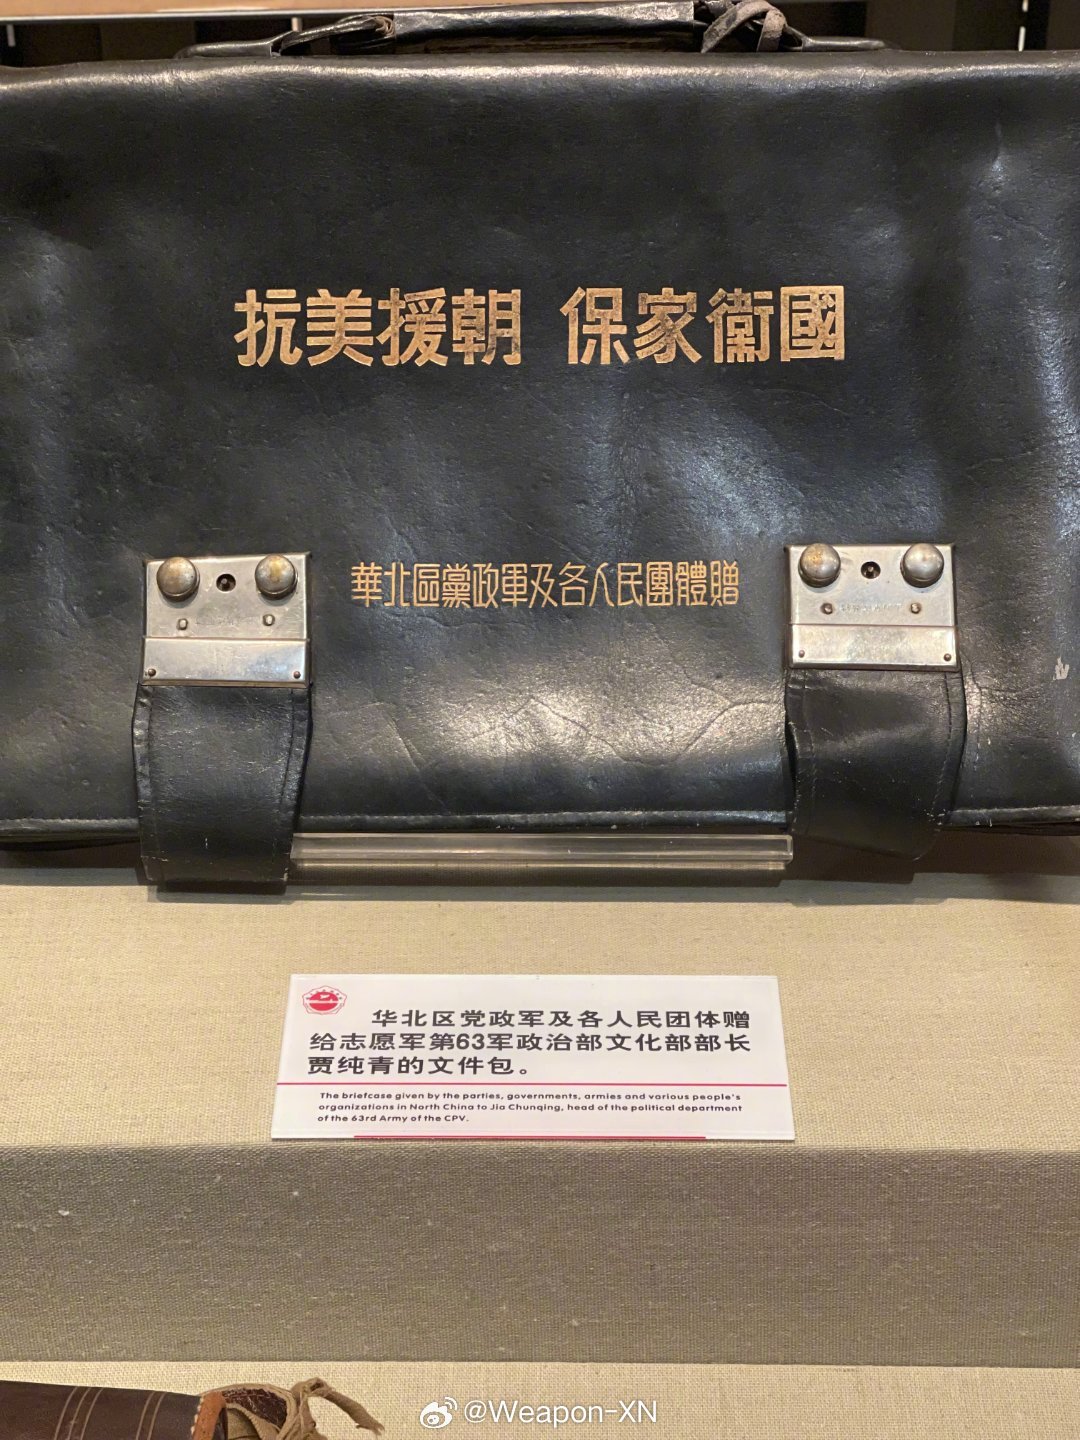 抗美援朝 保家衛國
華北區黨政軍及各人民團體贈
华北区党政军及各人民团体赠
给志愿军第63军政治部文化部部长
贾纯青的文件包。
The briefcase given by the parties, governments, armies and various people's
organizations in North China to Jia Chunqing, head of the political department
of the 63rd Army of the CPV.
@Weapon-XN